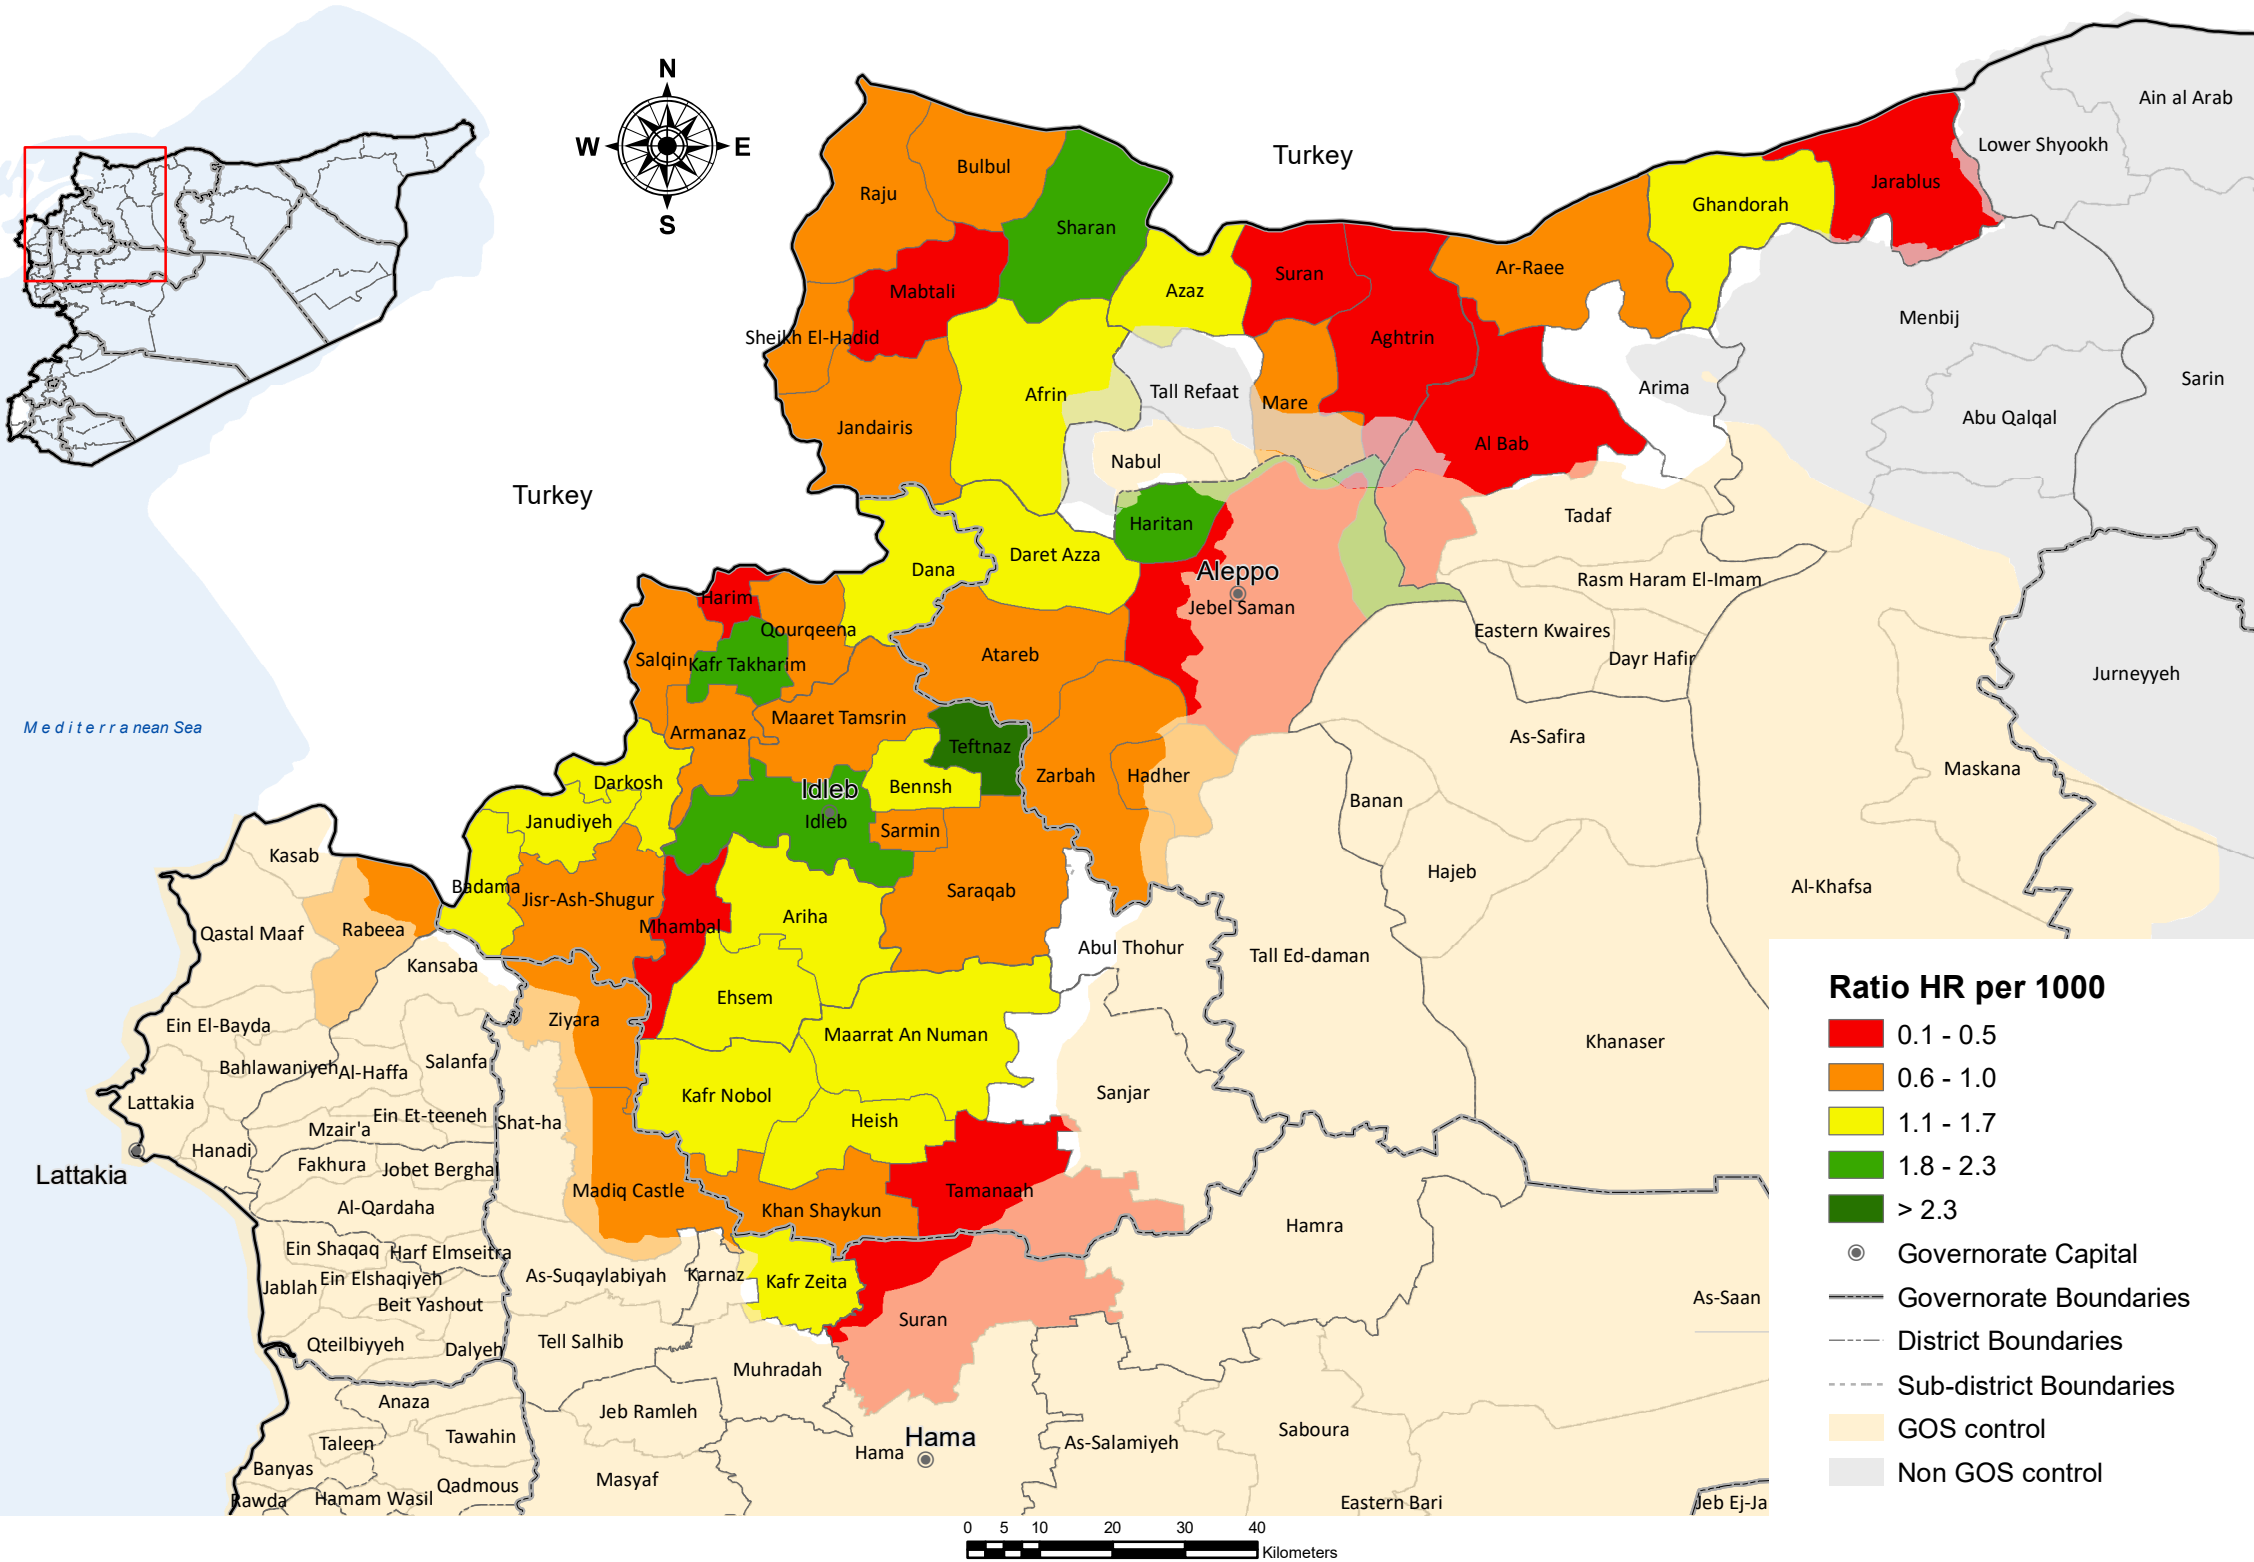 N
W
E
S
Turkey
Turkey
Mediterranean Sea
Ain al Arab
Lower Shyookh
Jarablus
Bulbul
Raju
Sharan
Ghandorah
Ar-Raee
Suran
Azaz
Mabtali
Menbij
Sheikh El-Hadid
Aghtrin
Sarin
Arima
Tall Refaat
Afrin
Mare
Abu Qalqal
Jandairis
Al Bab
Nabul
Tadaf
Haritan
Daret Azza
Dana
Aleppo
Rasm Haram El-Imam
Harim
Jebel Saman
Qourqeena
Eastern Kwaires
Atareb
Salqin
Kafr Takharim
Dayr Hafir
Jurneyyeh
Maaret Tamsrin
Armanaz
As-Safira
Teftnaz
Maskana
Zarbah
Hadher
Darkosh
Bennsh
Idleb
Banan
Janudiyeh
Idleb
Sarmin
Kasab
Hajeb
Badama
Jisr-Ash-Shugur
Saraqab
Al-Khafsa
Ariha
Mhambal
Rabeea
Qastal Maaf
Abul Thohur
Tall Ed-daman
Kansaba
Ehsem
Ziyara
Ein El-Bayda
Maarrat An Numan
Khanaser
Salanfa
Bahlawaniyeh
Al-Haffa
Sanjar
Kafr Nobol
Lattakia
Ein Et-teeneh
Heish
Shat-ha
Mzair'a
Hanadi
Fakhura
Jobet Berghal
Lattakia
Madiq Castle
Tamanaah
Al-Qardaha
Khan Shaykun
Hamra
Ein Shaqaq
Harf Elmseitra
As-Suqaylabiyah
Karnaz
Kafr Zeita
Ein Elshaqiyeh
Jablah
Beit Yashout
As-Saan
Suran
Tell Salhib
Qteilbiyyeh
Dalyeh
Muhradah
Anaza
Jeb Ramleh
Saboura
Tawahin
Taleen
Hama
As-Salamiyeh
Hama
Banyas
Masyaf
Qadmous
Rawda
Hamam Wasil
Eastern Bari
Jeb Ej-Ja
Ratio HR per 1000
0.1 - 0.5
0.6 - 1.0
1.1 - 1.7
1.8 - 2.3
> 2.3
Governorate Capital
Governorate Boundaries
District Boundaries
Sub-district Boundaries
GOS control
Non GOS control
0 5 10 20 30 40
Kilometers